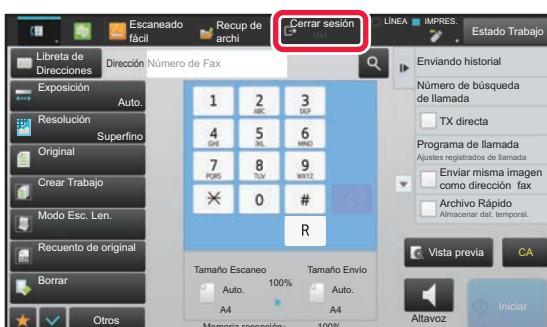 Escaneado fácil
Recup de archi
Cerrar sesión
LÍNEA
IMPRES.
Estado Trabajo
Libreta de Direcciones
Dirección
Número de Fax
Exposición
Auto.
Resolución
Superfino
Original
Crear Trabajo
Modo Esc. Len.
Recuento de original
Borrar
Otros
1
2 ABC
3 DEF
4 GHI
5 JKL
6 MNO
7 PQRS
8 TUV
9 WXYZ
0
#
C
R
Tamaño Escaneo
Tamaño Envío
Auto.
100%
Auto.
A4
A4
Memoria recepción:
100%
Enviando historial
Número de búsqueda
de llamada
TX directa
Programa de llamada
Ajustes registrados de llamada
Enviar misma imagen
como dirección fax
Archivo Rápido
Almacenar dat. temporal.
Vista previa
CA
Altavoz
Iniciar